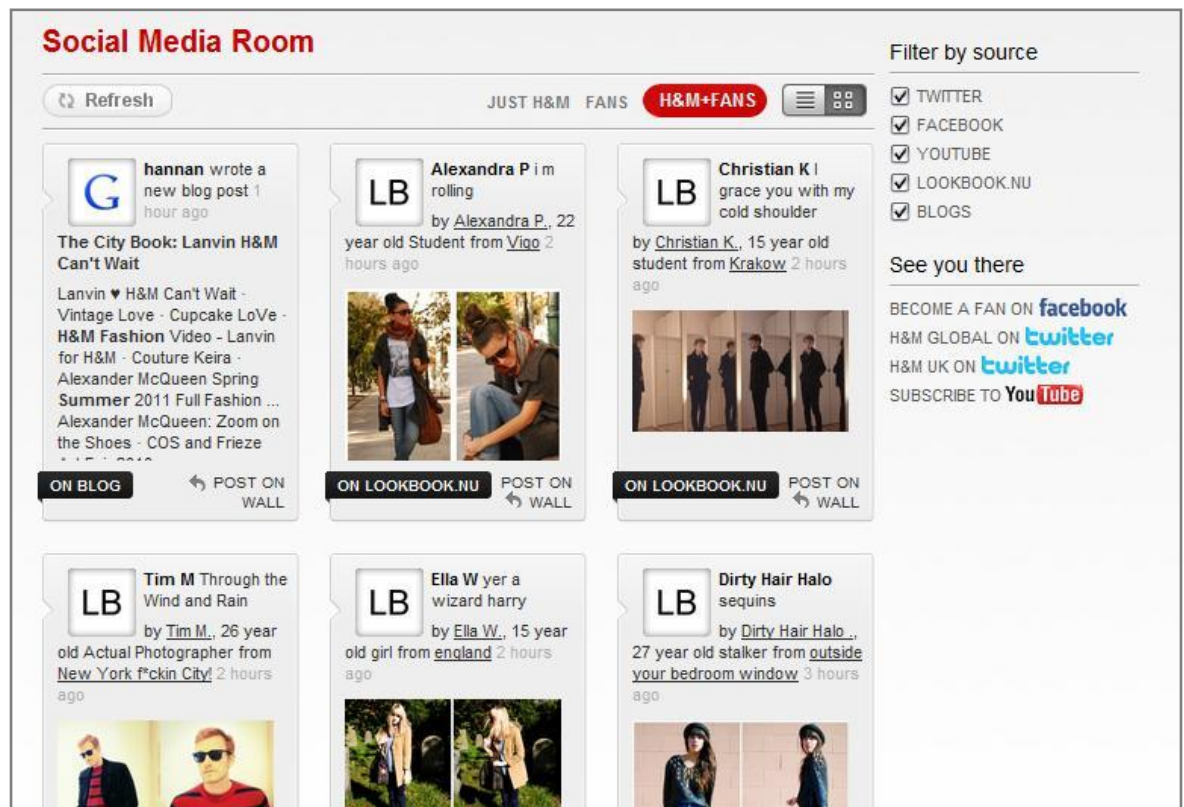 Social Media Room
Refresh
JUST H&M FANS H&M+FANS
G
hannan wrote a
new blog post 1
hour ago
The City Book: Lanvin H&M
Can't Wait
Lanvin ♥ H&M Can't Wait ·
Vintage Love · Cupcake LoVe ·
H&M Fashion Video - Lanvin
for H&M · Couture Keira ·
Alexander McQueen Spring
Summer 2011 Full Fashion ...
Alexander McQueen: Zoom on
the Shoes · COS and Frieze
ON BLOG
POST ON
WALL
LB
Alexandra P i m
rolling
by Alexandra P., 22
year old Student from Vigo 2
hours ago
ON LOOKBOOK.NU
POST ON
WALL
LB
Christian K I
grace you with my
cold shoulder
by Christian K., 15 year old
student from Krakow 2 hours
ago
ON LOOKBOOK.NU
POST ON
WALL
LB
Tim M Through the
Wind and Rain
by Tim M., 26 year
old Actual Photographer from
New York f*ckin City! 2 hours
ago
LB
Ella W yer a
wizard harry
by Ella W., 15 year
old girl from england 2 hours
ago
LB
Dirty Hair Halo
sequins
by Dirty Hair Halo .,
27 year old stalker from outside
your bedroom window 3 hours
ago
Filter by source
TWITTER
FACEBOOK
YOUTUBE
LOOKBOOK.NU
BLOGS
See you there
BECOME A FAN ON facebook
H&M GLOBAL ON twitter
H&M UK ON twitter
SUBSCRIBE TO YouTube